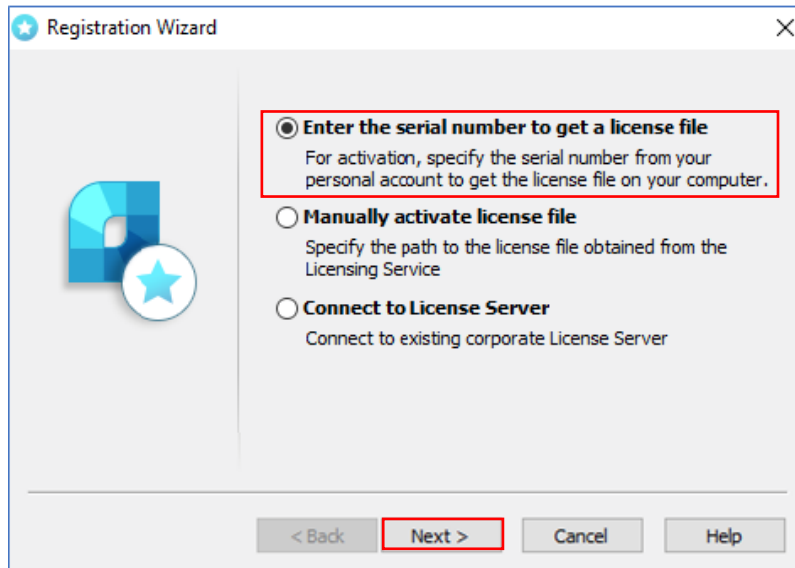 Registration Wizard
Enter the serial number to get a license file
For activation, specify the serial number from your
personal account to get the license file on your computer.
Manually activate license file
Specify the path to the license file obtained from the
Licensing Service
Connect to License Server
Connect to existing corporate License Server
< Back Next > Cancel Help